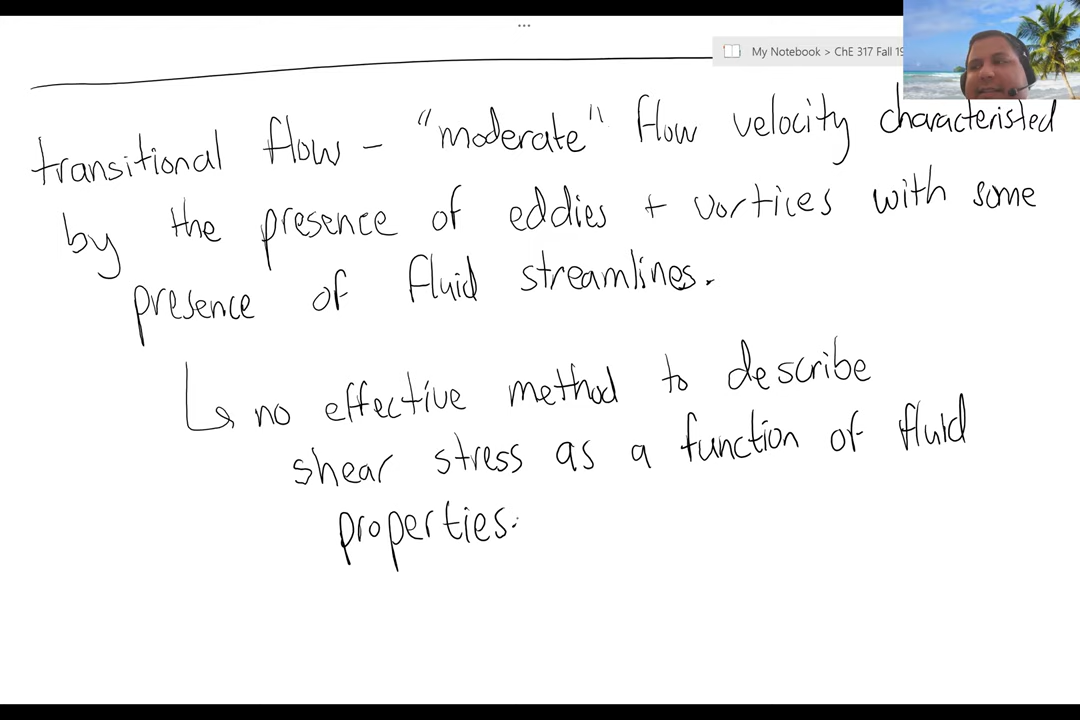 My Notebook > ChE 317 Fall 19
transitional flow - "moderate" flow velocity characteristed
by the presence of eddies + vortices with some
presence of fluid streamlines.
↳ no effective method to describe
shear stress as a function of fluid
properties.